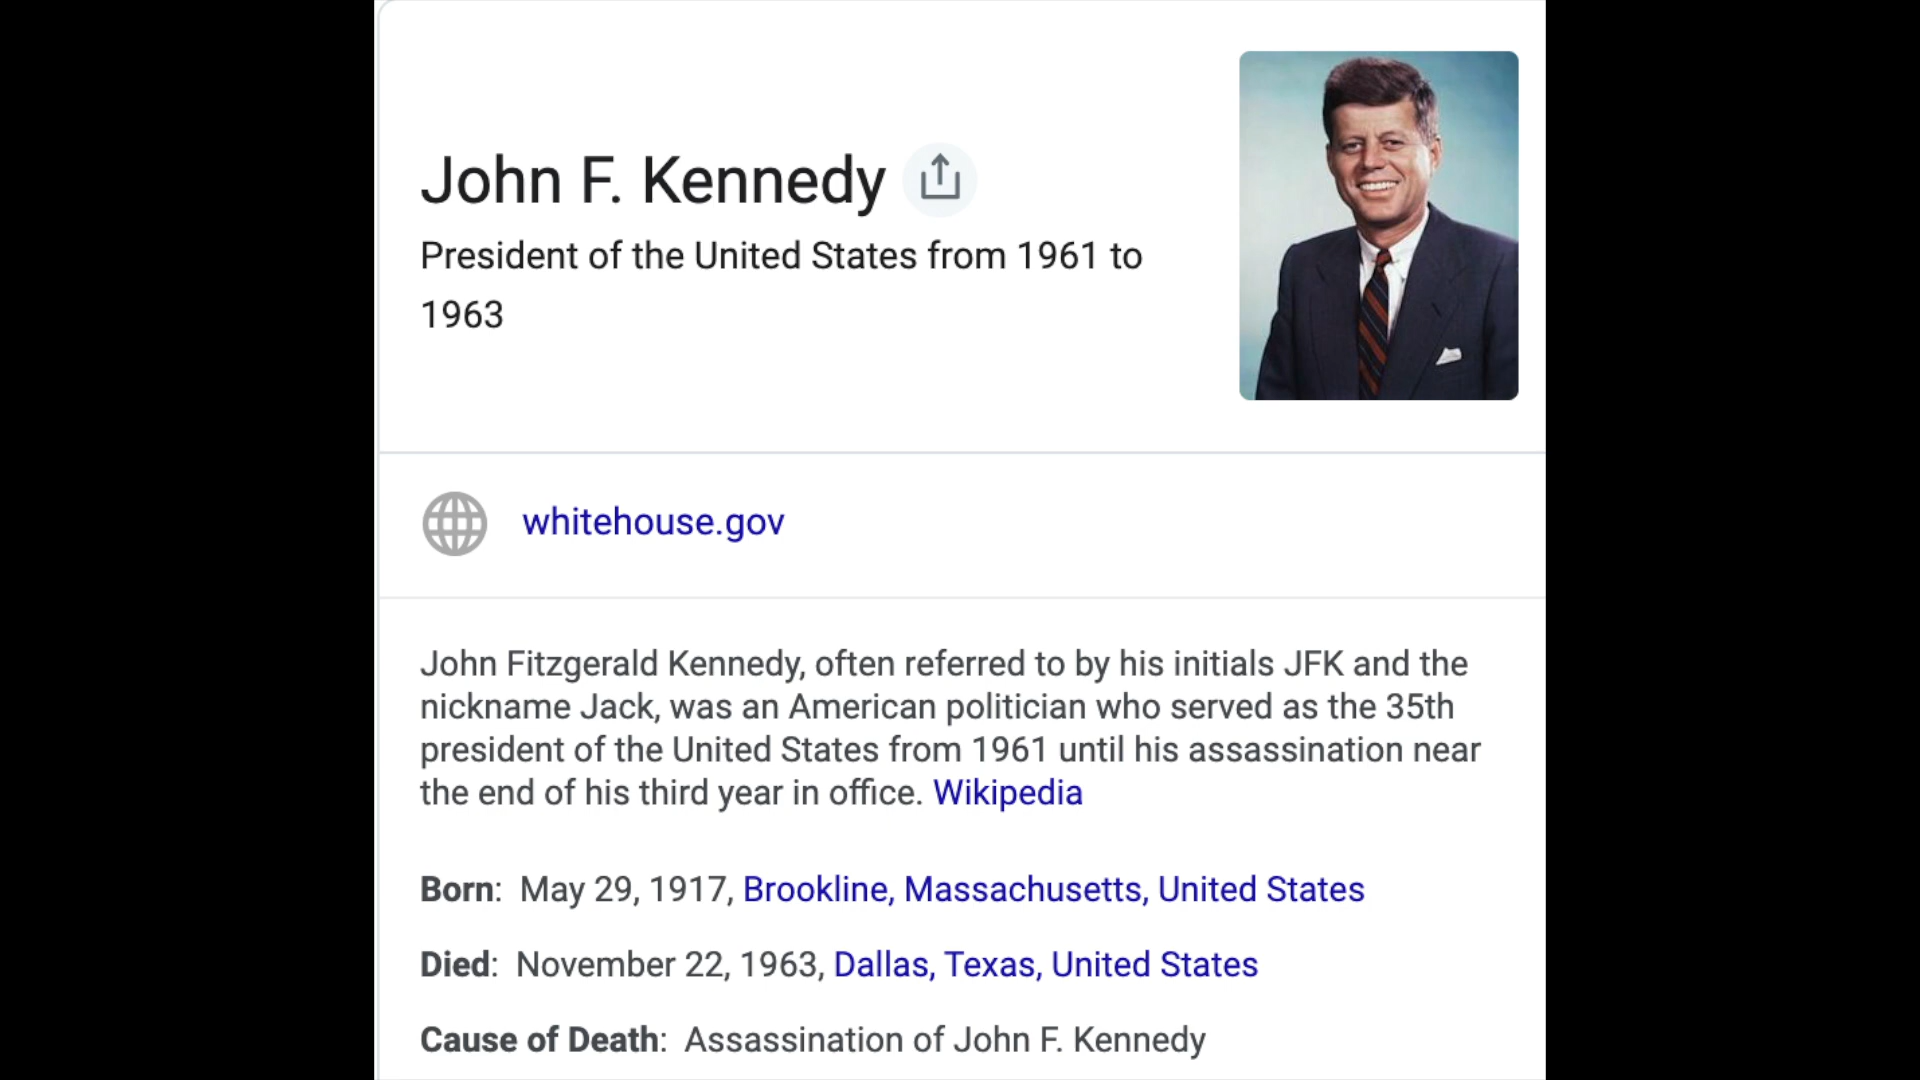 John F. Kennedy
President of the United States from 1961 to
1963
whitehouse.gov
John Fitzgerald Kennedy, often referred to by his initials JFK and the
nickname Jack, was an American politician who served as the 35th
president of the United States from 1961 until his assassination near
the end of his third year in office. Wikipedia
Born: May 29, 1917, Brookline, Massachusetts, United States
Died: November 22, 1963, Dallas, Texas, United States
Cause of Death: Assassination of John F. Kennedy